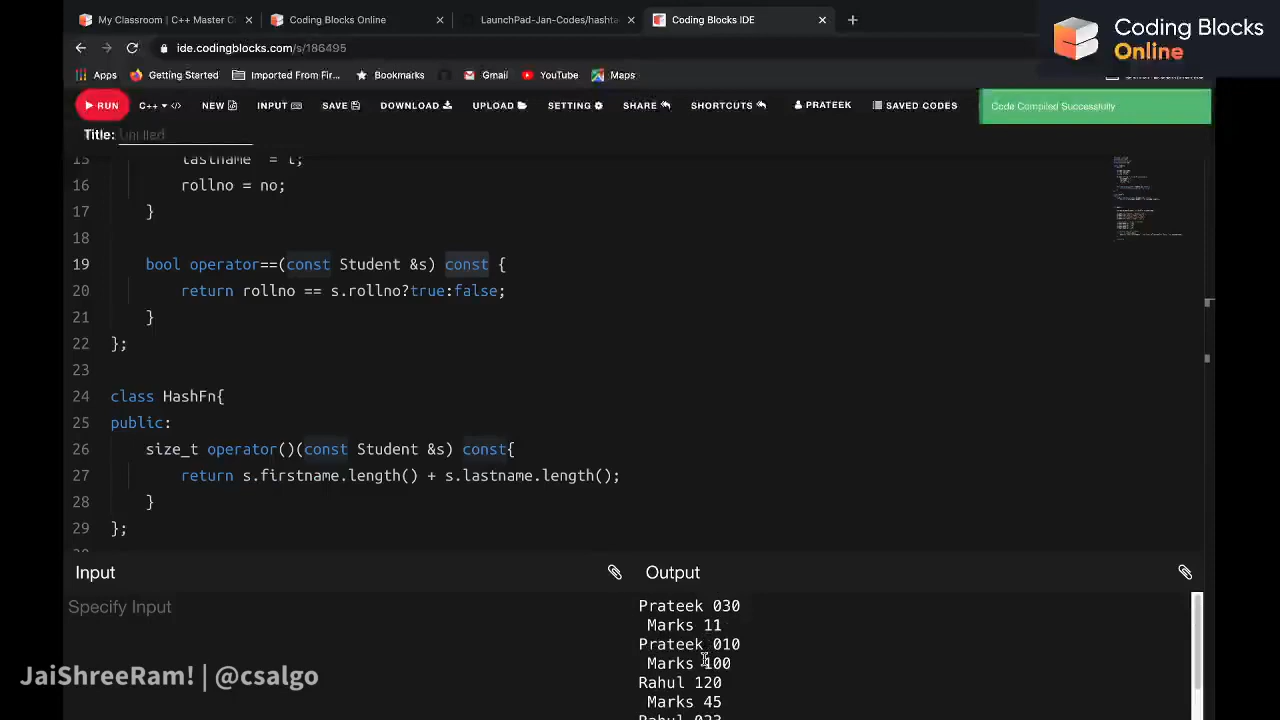 My Classroom | C++ Master C
Coding Blocks Online
LaunchPad-Jan-Codes/hashta
Coding Blocks IDE
Coding Blocks
Online
ide.codingblocks.com/s/186495
Apps
Getting Started
Imported From Fir...
Bookmarks
Gmail
YouTube
Maps
RUN
C++
NEW
INPUT
SAVE
DOWNLOAD
UPLOAD
SETTING
SHARE
SHORTCUTS
PRATEEK
SAVED CODES
Code Compiled Successfully
Title: Untitled
15 lastname = l;
16 rollno = no;
17 }
18
19 bool operator==(const Student &s) const {
20 return rollno == s.rollno?true:false;
21 }
22 };
23
24 class HashFn{
25 public:
26 size_t operator()(const Student &s) const{
27 return s.firstname.length() + s.lastname.length();
28 }
29 };
Input
Output
Specify Input
Prateek 030
Marks 11
Prateek 010
Marks 100
Rahul 120
Marks 45
Rahul 023
JaiShreeRam! | @csalgo